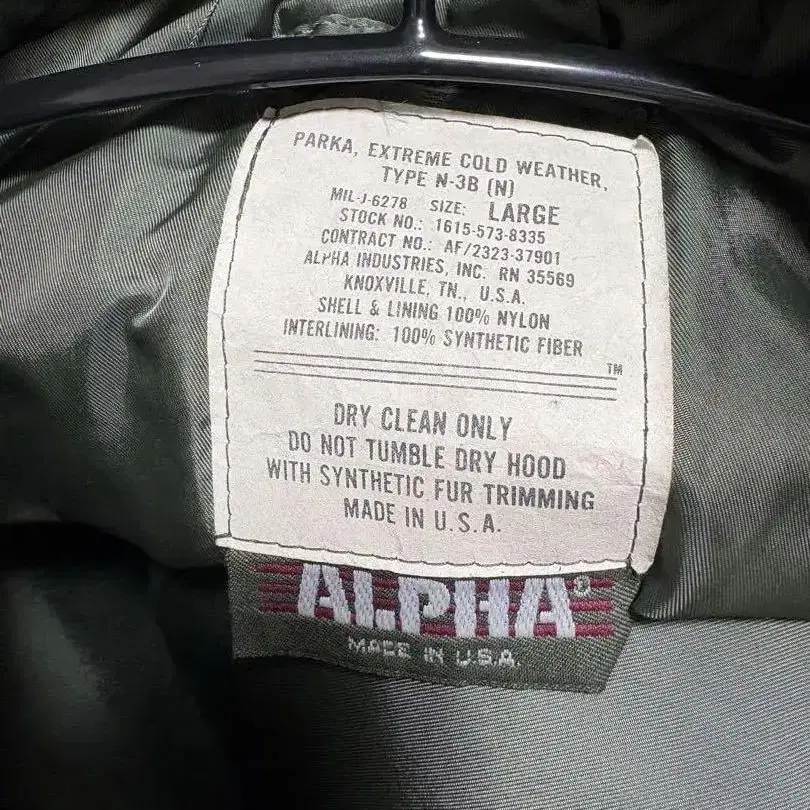 PARKA, EXTREME COLD WEATHER,
TYPE N-3B (N)
MIL-J-6278 SIZE: LARGE
STOCK NO.: 1615-573-8335
CONTRACT NO.: AF/2323-37901
ALPHA INDUSTRIES, INC. RN 35569
KNOXVILLE, TN., U.S.A.
SHELL & LINING 100% NYLON
INTERLINING: 100% SYNTHETIC FIBER
TM
DRY CLEAN ONLY
DO NOT TUMBLE DRY HOOD
WITH SYNTHETIC FUR TRIMMING
MADE IN U.S.A.
ALPHA®
MADE IN U.S.A.